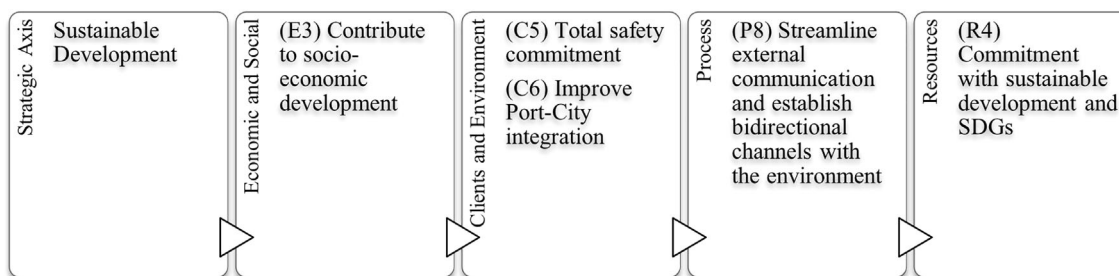 Strategic Axis
Sustainable
Development
Economic and Social
(E3) Contribute
to socio-
economic
development
Clients and Environment
(C5) Total safety
commitment
(C6) Improve
Port-City
integration
Process
(P8) Streamline
external
communication
and establish
bidirectional
channels with
the environment
Resources
(R4)
Commitment
with sustainable
development and
SDGs